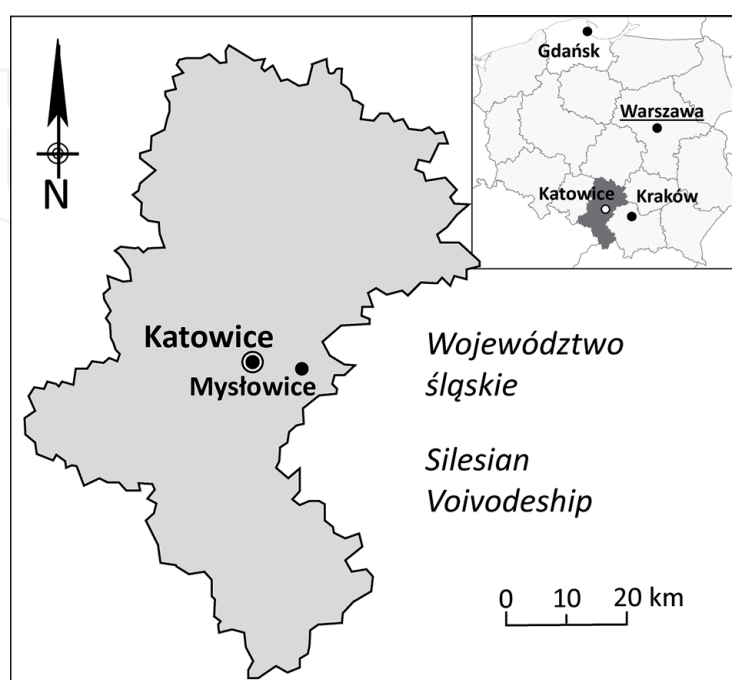 Gdańsk
Warszawa
Katowice
Kraków
N
Katowice
Mysłowice
Województwo
śląskie
Silesian
Voivodeship
0 10 20 km